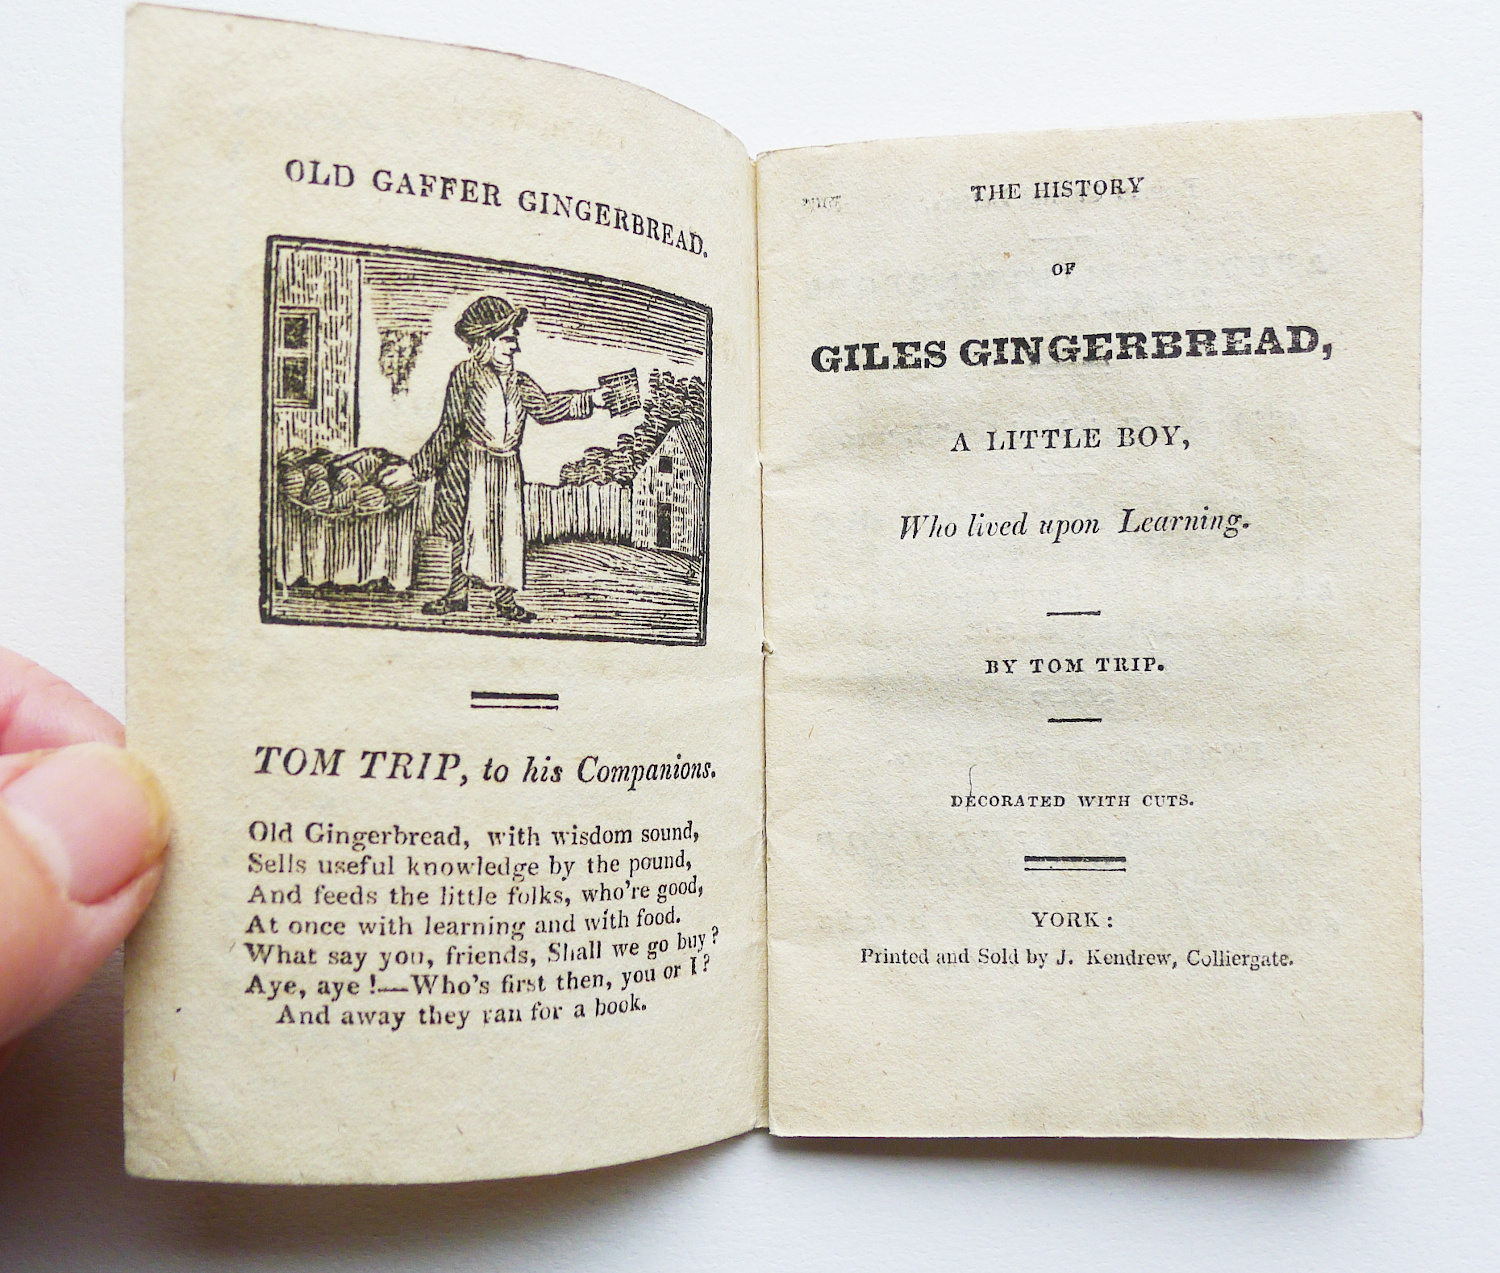 OLD GAFFER GINGERBREAD.
TOM TRIP, to his Companions.
Old Gingerbread, with wisdom sound,
Sells useful knowledge by the pound,
And feeds the little folks, who're good,
At once with learning and with food.
What say you, friends, Shall we go buy?
Aye, aye!—Who's first then, you or I?
And away they ran for a book.
THE HISTORY
OF
GILES GINGERBREAD,
A LITTLE BOY,
Who lived upon Learning.
BY TOM TRIP.
DECORATED WITH CUTS.
YORK:
Printed and Sold by J. Kendrew, Colliergate.